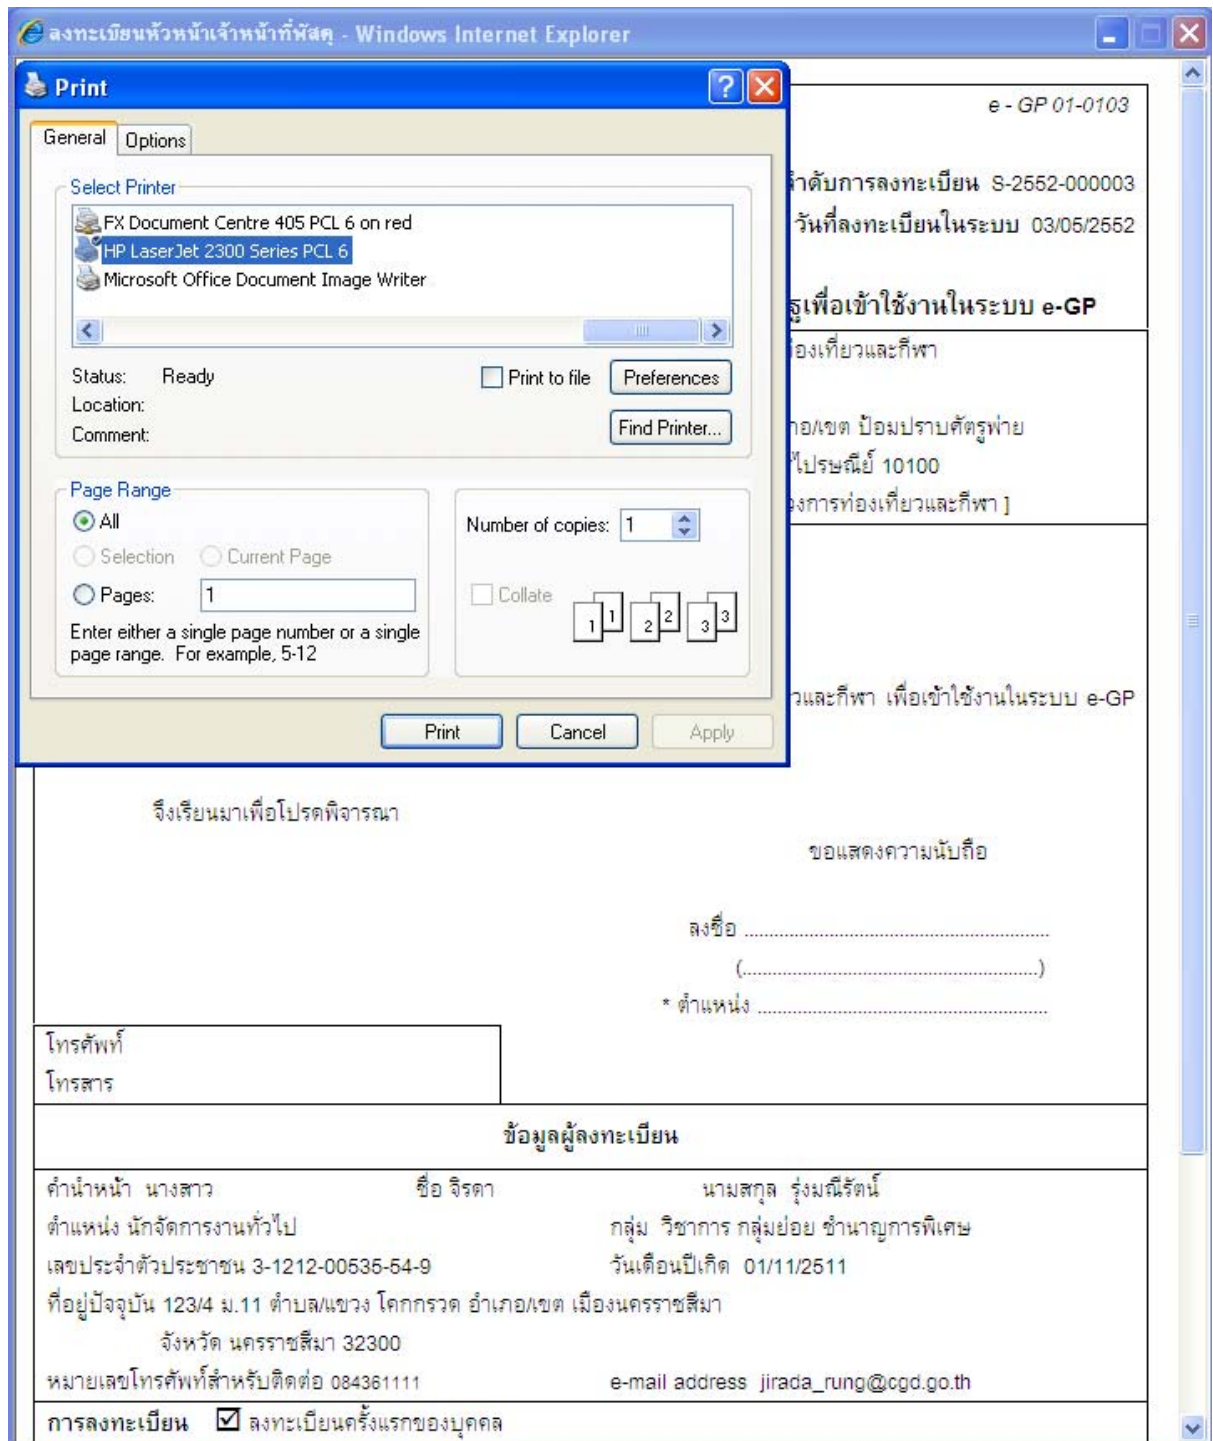 ลงทะเบียนหัวหน้าเจ้าหน้าที่พัสดุ - Windows Internet Explorer
Print
General Options
Select Printer
FX Document Centre 405 PCL 6 on red
HP LaserJet 2300 Series PCL 6
Microsoft Office Document Image Writer
Status: Ready
Print to file Preferences
Location:
Comment:
Find Printer...
Page Range
All
Selection Current Page
Pages: 1
Enter either a single page number or a single
page range. For example, 5-12
Number of copies: 1
Collate
1 1 2 2 3 3
Print Cancel Apply
e - GP 01-0103
ลำดับการลงทะเบียน S-2552-000003
วันที่ลงทะเบียนในระบบ 03/05/2552
ฐเพื่อเข้าใช้งานในระบบ e-GP
องเที่ยวและกีฬา
ภอ/เขต ป้อมปราบศัตรูพ่าย
ไปรษณีย์ 10100
วงการท่องเที่ยวและกีฬา ]
วและกีฬา เพื่อเข้าใช้งานในระบบ e-GP
จึงเรียนมาเพื่อโปรดพิจารณา
ขอแสดงความนับถือ
ลงชื่อ .............................................................
(...........................................................)
* ตำแหน่ง ..........................................................
โทรศัพท์
โทรสาร
ข้อมูลผู้ลงทะเบียน
คำนำหน้า นางสาว ชื่อ จิรดา นามสกุล รุ่งมณีรัตน์
ตำแหน่ง นักจัดการงานทั่วไป กลุ่ม วิชาการ กลุ่มย่อย ชำนาญการพิเศษ
เลขประจำตัวประชาชน 3-1212-00535-54-9 วันเดือนปีเกิด 01/11/2511
ที่อยู่ปัจจุบัน 123/4 ม.11 ตำบล/แขวง โคกกรวด อำเภอ/เขต เมืองนครราชสีมา
จังหวัด นครราชสีมา 32300
หมายเลขโทรศัพท์สำหรับติดต่อ 084361111 e-mail address jirada_rung@cgd.go.th
การลงทะเบียน ลงทะเบียนครั้งแรกของบุคคล